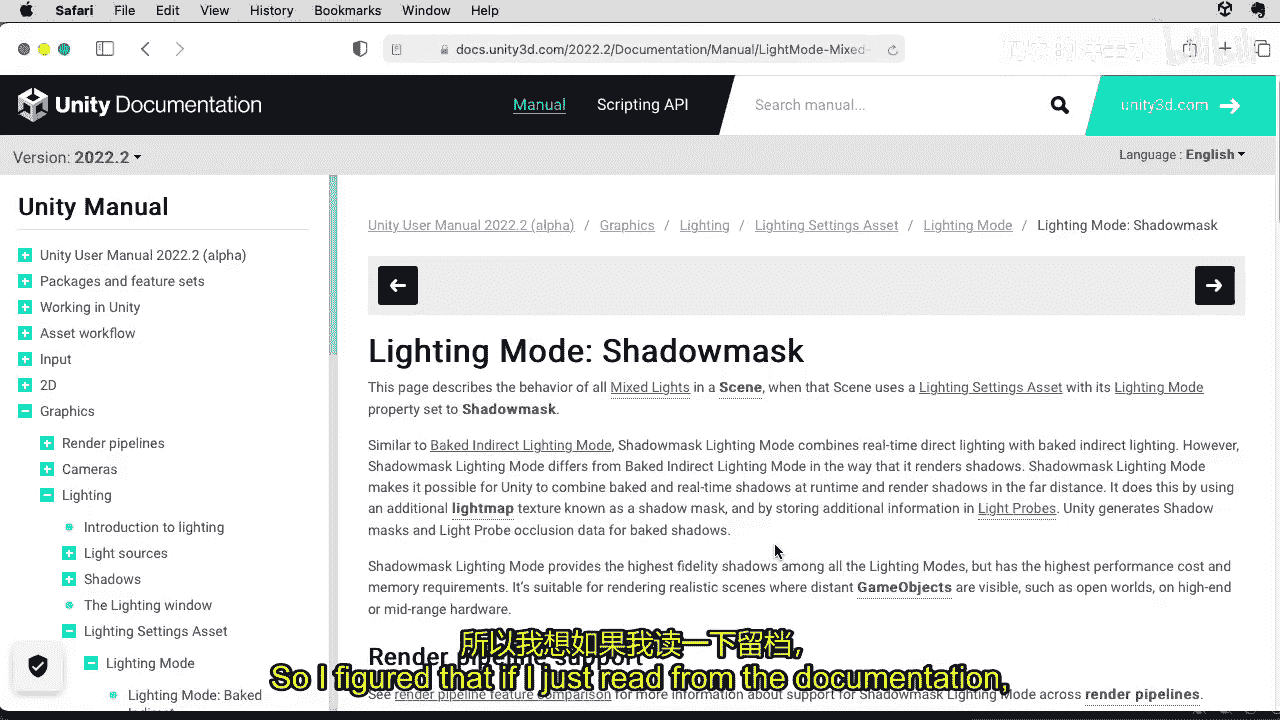 Safari File Edit View History Bookmarks Window Help
docs.unity3d.com/2022.2/Documentation/Manual/LightMode-Mixed-
Unity Documentation
Manual
Scripting API
Search manual...
unity3d.com
Version: 2022.2
Language : English
Unity Manual
Unity User Manual 2022.2 (alpha)
Packages and feature sets
Working in Unity
Asset workflow
Input
2D
Graphics
Render pipelines
Cameras
Lighting
Introduction to lighting
Light sources
Shadows
The Lighting window
Lighting Settings Asset
Lighting Mode
Lighting Mode: Baked
Unity User Manual 2022.2 (alpha) / Graphics / Lighting / Lighting Settings Asset / Lighting Mode / Lighting Mode: Shadowmask
Lighting Mode: Shadowmask
This page describes the behavior of all Mixed Lights in a Scene, when that Scene uses a Lighting Settings Asset with its Lighting Mode
property set to Shadowmask.
Similar to Baked Indirect Lighting Mode, Shadowmask Lighting Mode combines real-time direct lighting with baked indirect lighting. However,
Shadowmask Lighting Mode differs from Baked Indirect Lighting Mode in the way that it renders shadows. Shadowmask Lighting Mode
makes it possible for Unity to combine baked and real-time shadows at runtime and render shadows in the far distance. It does this by using
an additional lightmap texture known as a shadow mask, and by storing additional information in Light Probes. Unity generates Shadow
masks and Light Probe occlusion data for baked shadows.
Shadowmask Lighting Mode provides the highest fidelity shadows among all the Lighting Modes, but has the highest performance cost and
memory requirements. It's suitable for rendering realistic scenes where distant GameObjects are visible, such as open worlds, on high-end
or mid-range hardware.
Render pipeline support
See render pipeline feature comparison for more information about support for Shadowmask Lighting Mode across render pipelines.
所以我想如果我读一下留档,
So I figured that if I just read from the documentation,